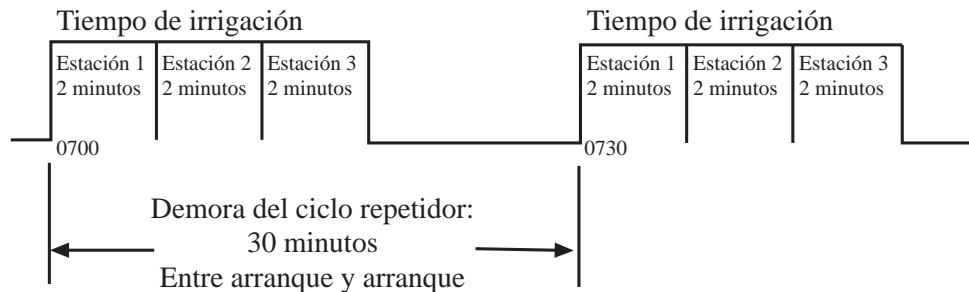 Tiempo de irrigación
Estación 1
2 minutos
Estación 2
2 minutos
Estación 3
2 minutos
0700
Tiempo de irrigación
Estación 1
2 minutos
Estación 2
2 minutos
Estación 3
2 minutos
0730
Demora del ciclo repetidor:
30 minutos
Entre arranque y arranque